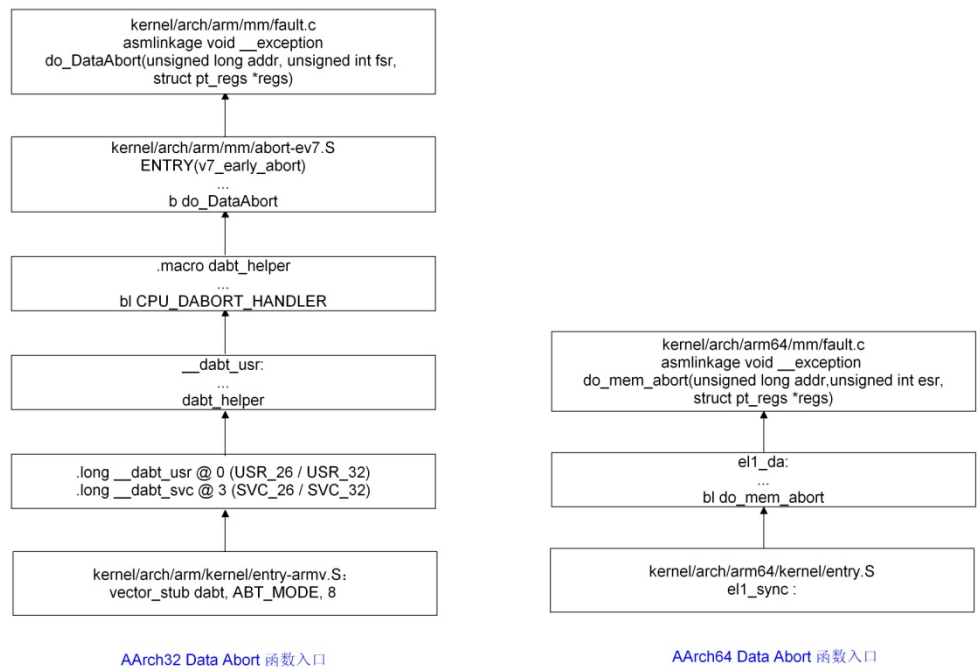 kernel/arch/arm/mm/fault.c
asmlinkage void __exception
do_DataAbort(unsigned long addr, unsigned int fsr,
struct pt_regs *regs)
kernel/arch/arm/mm/abort-ev7.S
ENTRY(v7_early_abort)
...
b do_DataAbort
.macro dabt_helper
...
bl CPU_DABORT_HANDLER
__dabt_usr:
...
dabt_helper
.long __dabt_usr @ 0 (USR_26 / USR_32)
.long __dabt_svc @ 3 (SVC_26 / SVC_32)
kernel/arch/arm/kernel/entry-armv.S：
vector_stub dabt, ABT_MODE, 8
AArch32 Data Abort 函数入口
kernel/arch/arm64/mm/fault.c
asmlinkage void __exception
do_mem_abort(unsigned long addr,unsigned int esr,
struct pt_regs *regs)
el1_da:
...
bl do_mem_abort
kernel/arch/arm64/kernel/entry.S
el1_sync :
AArch64 Data Abort 函数入口